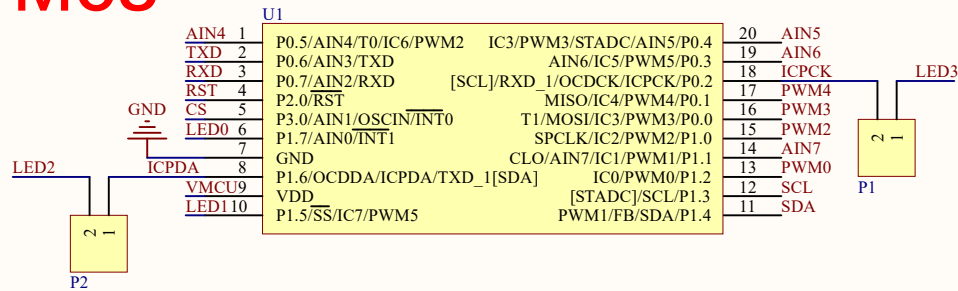 MCU
U1
AIN4 1 P0.5/AIN4/T0/IC6/PWM2 IC3/PWM3/STADC/AIN5/P0.4 20 AIN5
TXD 2 P0.6/AIN3/TXD AIN6/IC5/PWM5/P0.3 19 AIN6
RXD 3 P0.7/AIN2/RXD [SCL]/RXD_1/OCDCK/ICPCK/P0.2 18 ICPCK LED3
RST 4 P2.0/RST MISO/IC4/PWM4/P0.1 17 PWM4
GND CS 5 P3.0/AIN1/OSCIN/INT0 T1/MOSI/IC3/PWM3/P0.0 16 PWM3
LED0 6 P1.7/AIN0/INT1 SPCLK/IC2/PWM2/P1.0 15 PWM2 2 1
7 GND CLO/AIN7/IC1/PWM1/P1.1 14 AIN7
LED2 ICPDA 8 P1.6/OCDDA/ICPDA/TXD_1[SDA] IC0/PWM0/P1.2 13 PWM0
P1
VMCU 9 VDD [STADC]/SCL/P1.3 12 SCL
LED1 10 P1.5/SS/IC7/PWM5 PWM1/FB/SDA/P1.4 11 SDA
2 1
P2